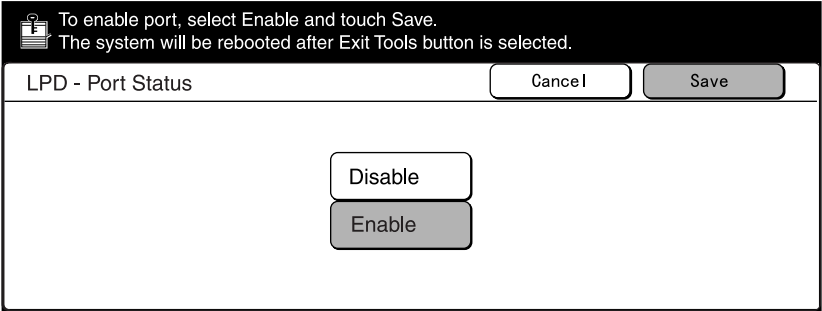 To enable port, select Enable and touch Save.
The system will be rebooted after Exit Tools button is selected.
LPD - Port Status
Cancel
Save
Disable
Enable